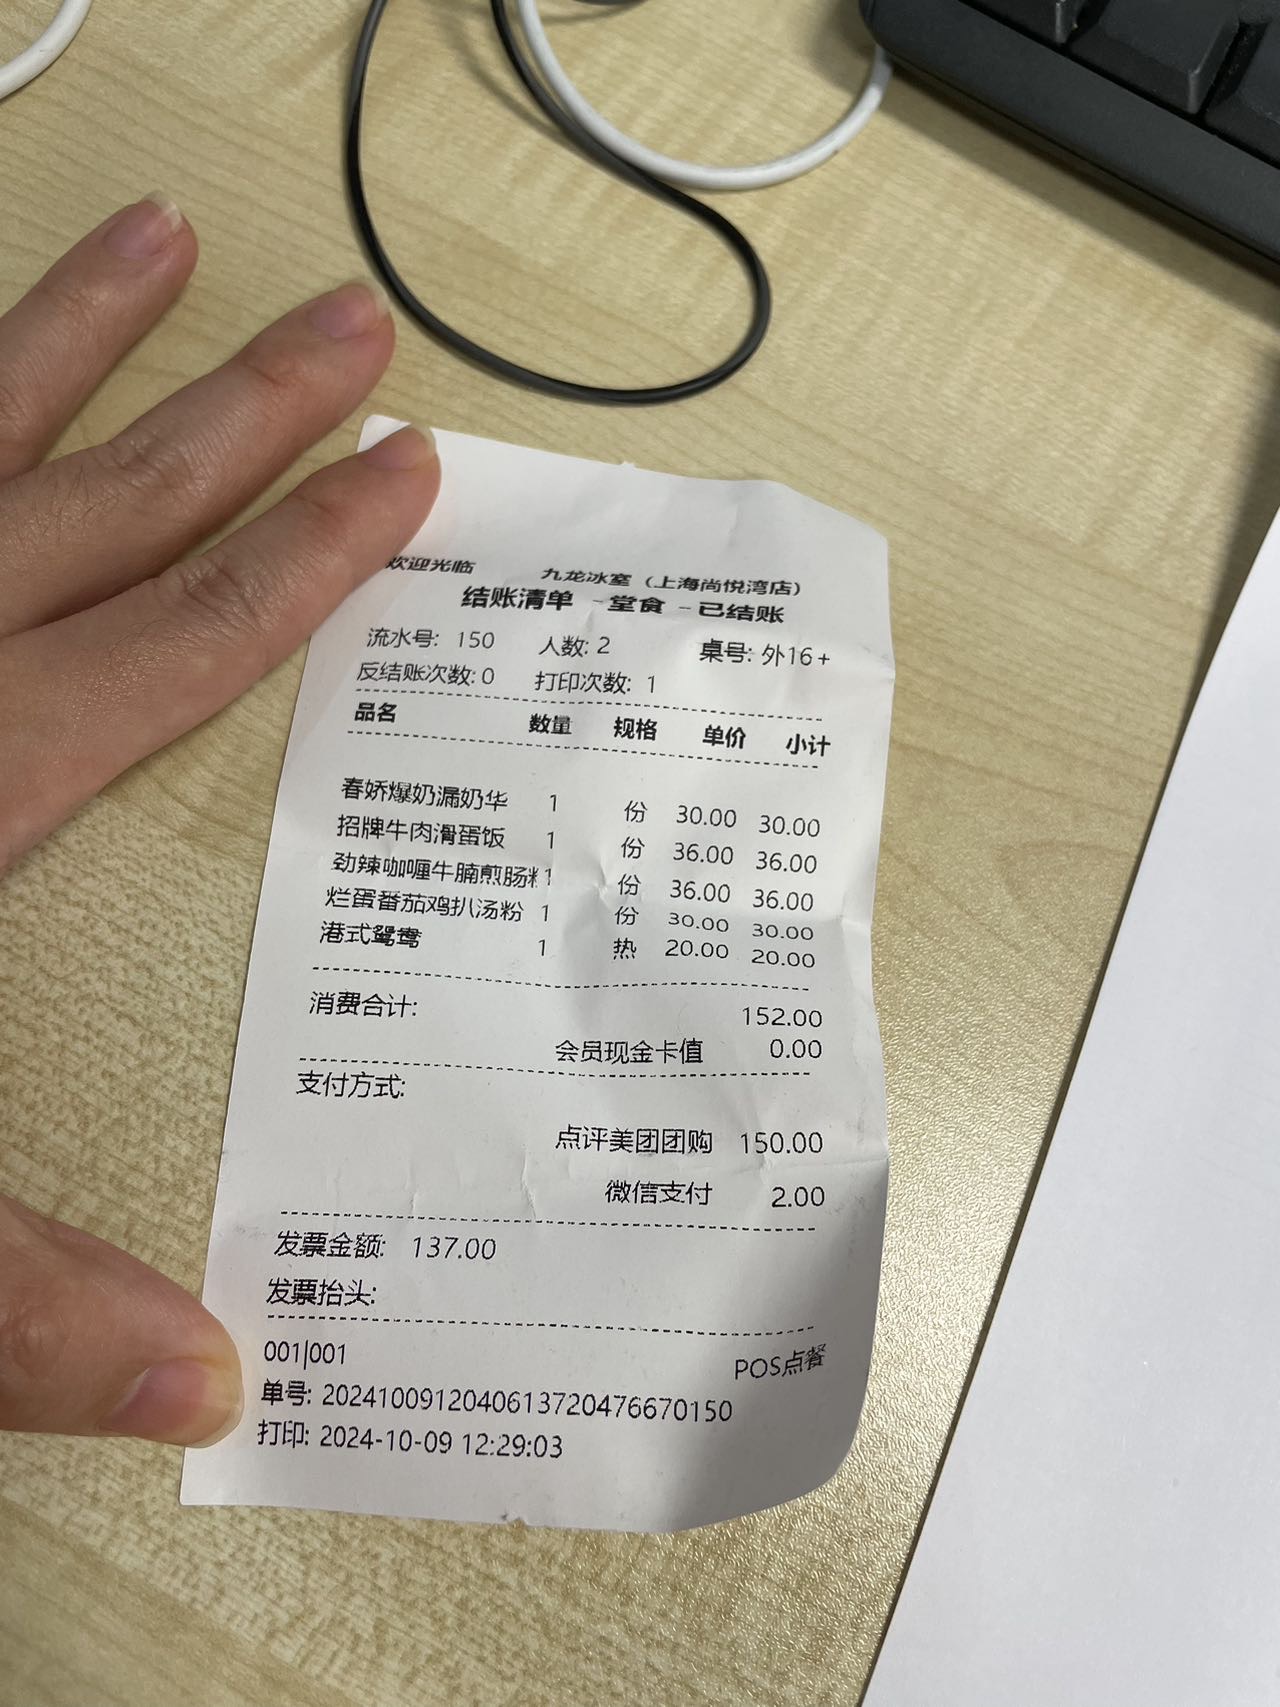 欢迎光临 九龙冰室（上海尚悦湾店）
结账清单 - 堂食 - 已结账
流水号: 150 人数: 2 桌号: 外16+
反结账次数: 0 打印次数: 1
品名 数量 规格 单价 小计
春娇爆奶漏奶华 1 份 30.00 30.00
招牌牛肉滑蛋饭 1 份 36.00 36.00
劲辣咖喱牛腩煎肠 1 份 36.00 36.00
烂蛋番茄鸡扒汤粉 1 份 30.00 30.00
港式鸳鸯 1 热 20.00 20.00
消费合计: 152.00
会员现金卡值 0.00
支付方式:
点评美团团购 150.00
微信支付 2.00
发票金额: 137.00
发票抬头:
001|001 POS点餐
单号: 20241009120406137204766​70150
打印: 2024-10-09 12:29:03